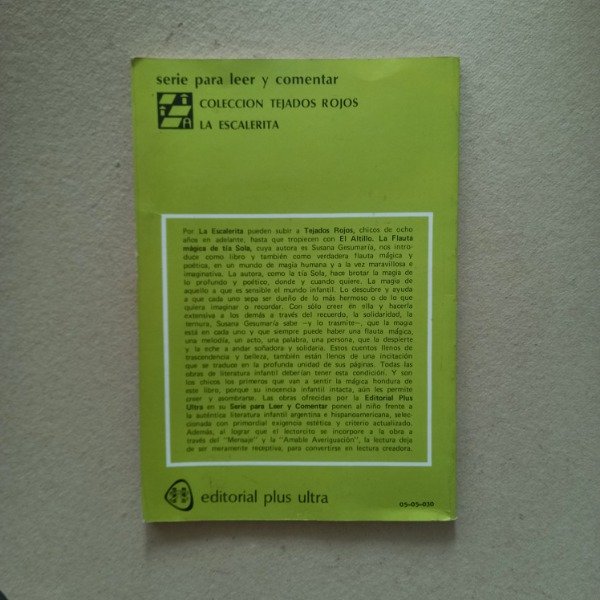 serie para leer y comentar
COLECCION TEJADOS ROJOS
LA ESCALERITA
Por La Escalerita pueden subir a Tejados Rojos, chicos de ocho
años en adelante, hasta que tropiecen con El Altillo. La Flauta
mágica de tía Sola, cuya autora es Susana Gesumaría, nos intro-
duce como libro y también como verdadera flauta mágica y
poética, en un mundo de magia humana y a la vez maravillosa e
imaginativa. La autora, como la tía Sola, hace brotar la magia de
lo profundo y poético, donde y cuando quiere. La magia de
aquello a que es sensible el mundo infantil. Lo descubre y ayuda
a que cada uno sepa ser dueño de lo más hermoso o de lo que
quiera imaginar o recordar. Con sólo creer en ella y hacerla
extensiva a los demás a través del recuerdo, la solidaridad, la
ternura, Susana Gesumaría sabe —y lo trasmite—, que la magia
está en cada uno y que siempre puede haber una flauta mágica,
una melodía, un acto, una palabra, una persona, que la despierte
y la eche a andar soñadora y solidaria. Estos cuentos llenos de
trascendencia y belleza, también están llenos de una incitación
que se traduce en la profunda unidad de sus páginas. Todas las
obras de literatura infantil deberían tener esta condición. Y son
los chicos los primeros que van a sentir la mágica hondura de
este libro, porque su inocencia infantil intacta, aún les permite
creer y asombrarse. Las obras ofrecidas por la Editorial Plus
Ultra en su Serie para Leer y Comentar ponen al niño frente a
la auténtica literatura infantil argentina e hispanoamericana, selec-
cionada con primordial exigencia estética y criterio actualizado.
Además, al lograr que el lectorcito se incorpore a la obra a
través del "Mensaje" y la "Amable Averiguación", la lectura deja
de ser meramente receptiva, para convertirse en lectura creadora.
editorial plus ultra
05-05-030